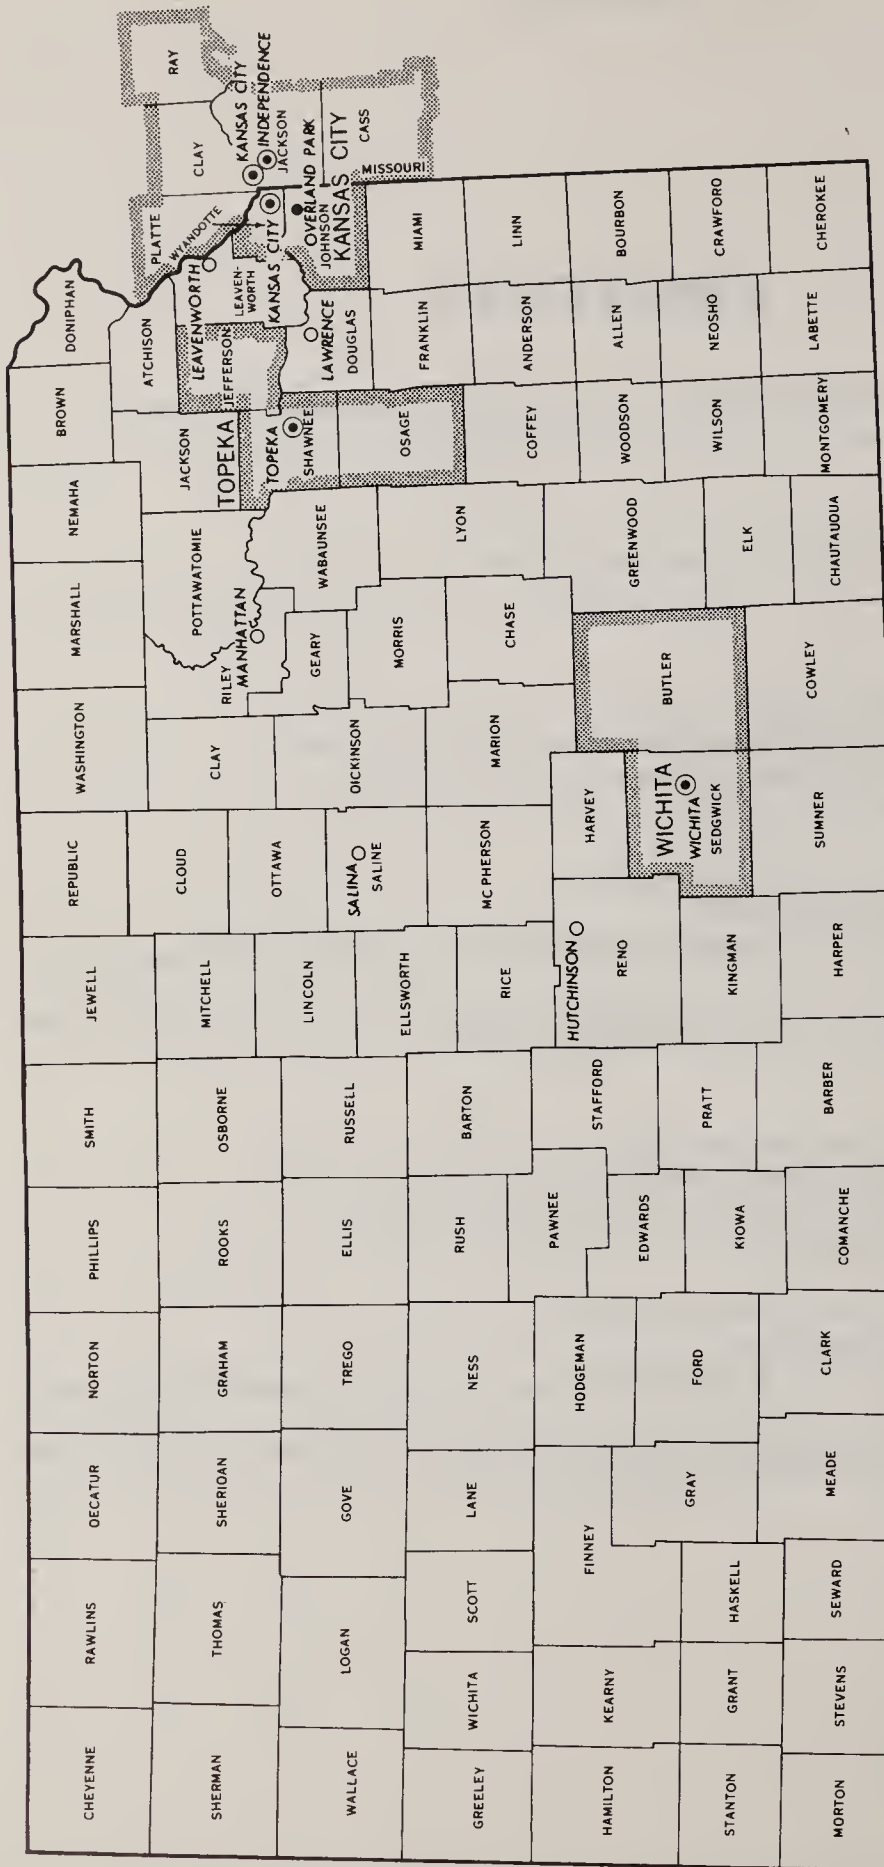 CHEYENNE
RAWLINS
OECATUR
NORTON
PHILLIPS
SMITH
JEWELL
REPUBLIC
WASHINGTON
MARSHALL
NEMAHA
BROWN
DONIPHAN
SHERMAN
THOMAS
SHERIOAN
GRAHAM
ROOKS
OSBORNE
MITCHELL
CLOUD
CLAY
RILEY
MANHATTAN
POTTAWATOMIE
JACKSON
ATCHISON
LEAVENWORTH
LEAVEN-
WORTH
JEFFERSON
PLATTE
WYANDOTTE
CLAY
RAY
KANSAS CITY
INDEPENDENCE
JACKSON
CASS
MISSOURI
KANSAS CITY
OVERLAND PARK
JOHNSON
KANSAS CITY
WALLACE
LOGAN
GOVE
TREGO
ELLIS
RUSSELL
LINCOLN
OTTAWA
SALINA
SALINE
OICKINSON
GEARY
WABAUNSEE
TOPEKA
TOPEKA
SHAWNEE
LAWRENCE
DOUGLAS
GREELEY
WICHITA
SCOTT
LANE
NESS
RUSH
BARTON
ELLSWORTH
RICE
MC PHERSON
MARION
MORRIS
CHASE
LYON
OSAGE
FRANKLIN
MIAMI
HAMILTON
KEARNY
FINNEY
HODGEMAN
PAWNEE
EDWARDS
STAFFORD
HUTCHINSON
RENO
HARVEY
BUTLER
GREENWOOD
COFFEY
ANDERSON
LINN
WOODSON
ALLEN
BOURBON
STANTON
GRANT
HASKELL
GRAY
FORD
KIOWA
PRATT
KINGMAN
WICHITA
WICHITA
SEDGWICK
ELK
WILSON
NEOSHO
CRAWFORD
MORTON
STEVENS
SEWARD
MEADE
CLARK
COMANCHE
BARBER
HARPER
SUMNER
COWLEY
CHAUTAUQUA
MONTGOMERY
LABETTE
CHEROKEE